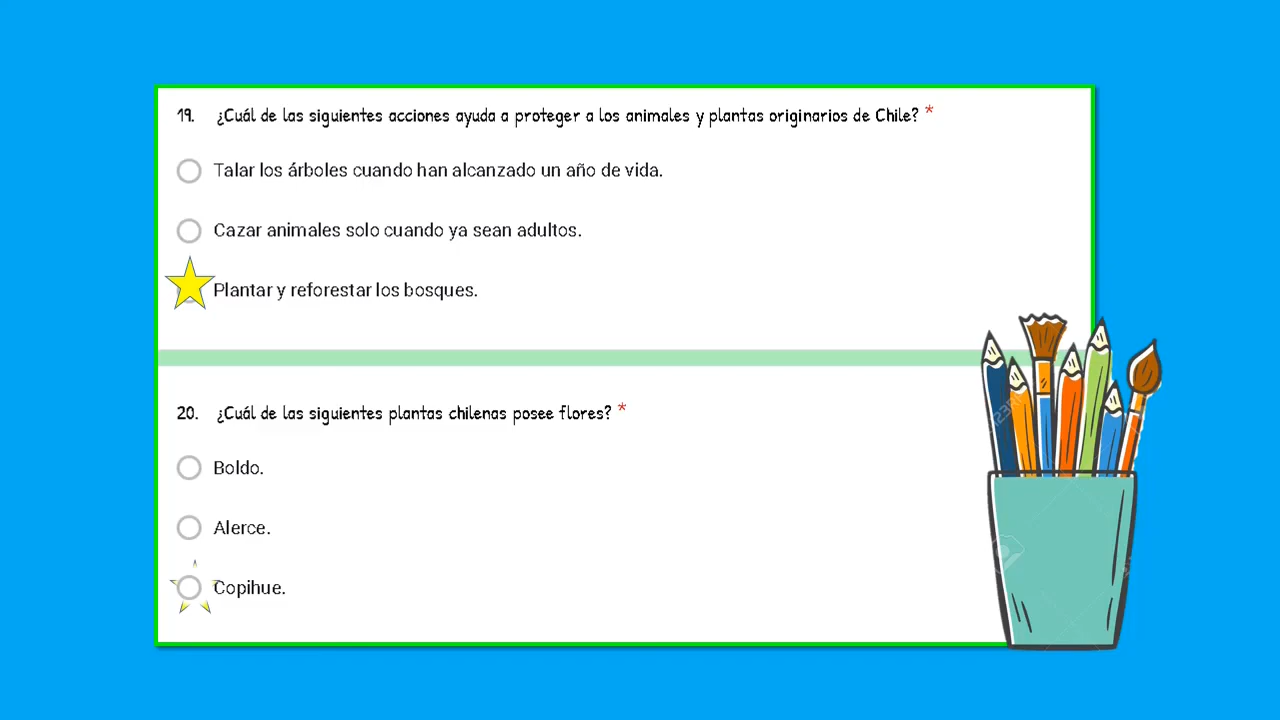 19. ¿Cuál de las siguientes acciones ayuda a proteger a los animales y plantas originarios de Chile? *
Talar los árboles cuando han alcanzado un año de vida.
Cazar animales solo cuando ya sean adultos.
Plantar y reforestar los bosques.
20. ¿Cuál de las siguientes plantas chilenas posee flores? *
Boldo.
Alerce.
Copihue.